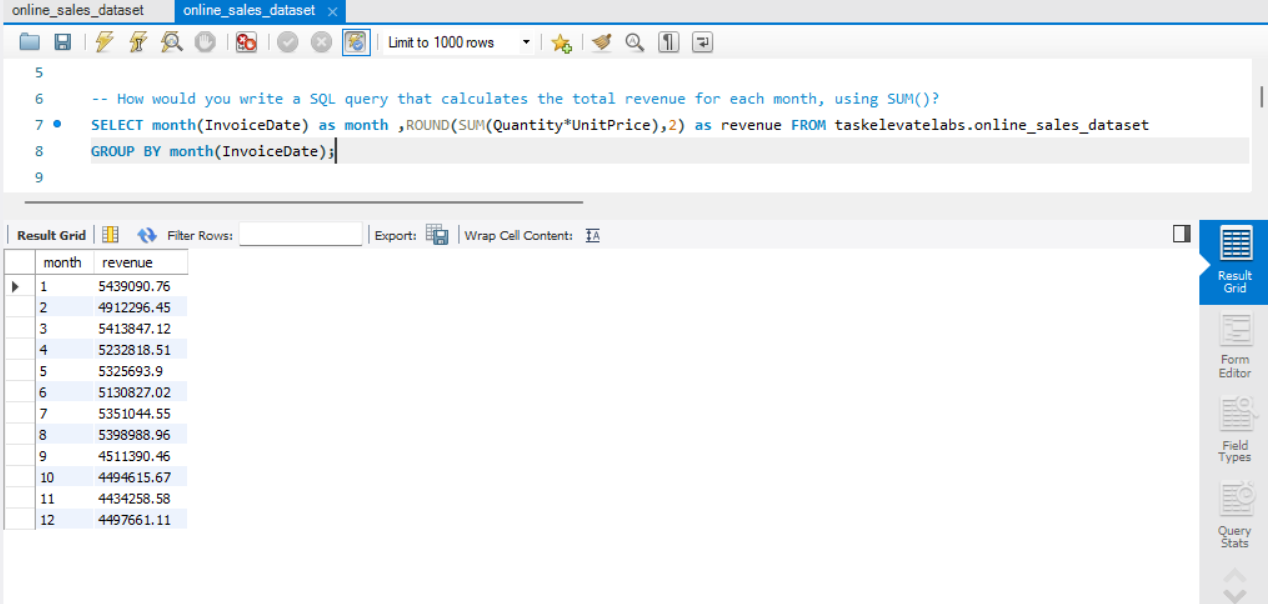 online_sales_dataset online_sales_dataset
Limit to 1000 rows
5
6 -- How would you write a SQL query that calculates the total revenue for each month, using SUM()?
7 SELECT month(InvoiceDate) as month ,ROUND(SUM(Quantity*UnitPrice),2) as revenue FROM taskelevatelabs.online_sales_dataset
8 GROUP BY month(InvoiceDate);
9
Result Grid Filter Rows: Export: Wrap Cell Content:
month revenue
1 5439090.76
2 4912296.45
3 5413847.12
4 5232818.51
5 5325693.9
6 5130827.02
7 5351044.55
8 5398988.96
9 4511390.46
10 4494615.67
11 4434258.58
12 4497661.11
Result
Grid
Form
Editor
Field
Types
Query
Stats